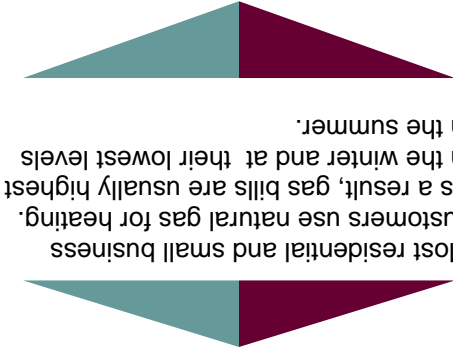 ost residential and small business
ustomers use natural gas for heating.
s a result, gas bills are usually highest
n the winter and at their lowest levels
n the summer.